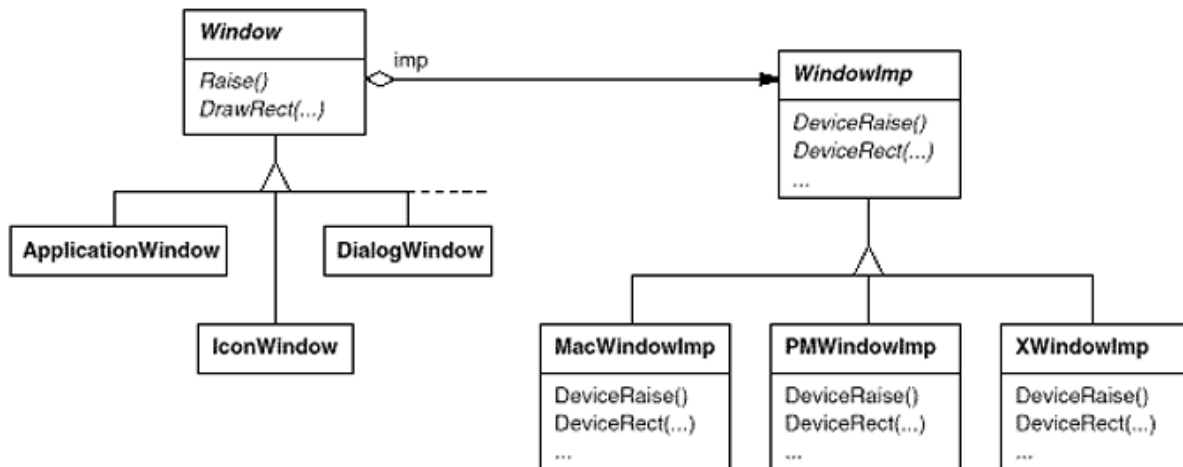 Window
Raise()
DrawRect(...)
imp
WindowImp
DeviceRaise()
DeviceRect(...)
...
ApplicationWindow
DialogWindow
IconWindow
MacWindowImp
DeviceRaise()
DeviceRect(...)
...
PMWindowImp
DeviceRaise()
DeviceRect(...)
...
XWindowImp
DeviceRaise()
DeviceRect(...)
...